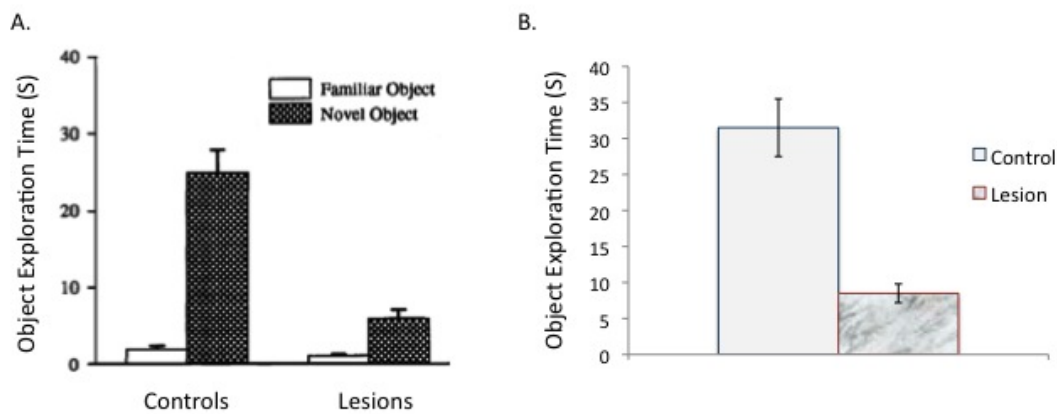 A.
Object Exploration Time (S)
40
30
20
10
0
Familiar Object
Novel Object
Controls
Lesions
B.
Object Exploration Time (S)
40
35
30
25
20
15
10
5
0
Control
Lesion